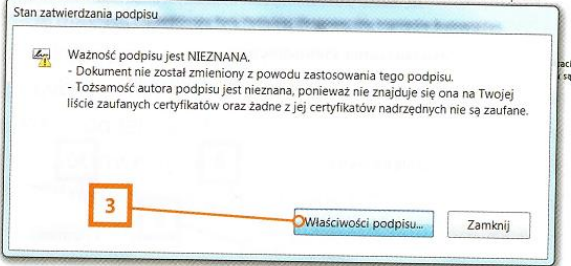 Stan zatwierdzania podpisu
Ważność podpisu jest NIEZNANA.
- Dokument nie został zmieniony z powodu zastosowania tego podpisu.
- Tożsamość autora podpisu jest nieznana, ponieważ nie znajduje się ona na Twojej
liście zaufanych certyfikatów oraz żadne z jej certyfikatów nadrzędnych nie są zaufane.
3
Właściwości podpisu...
Zamknij